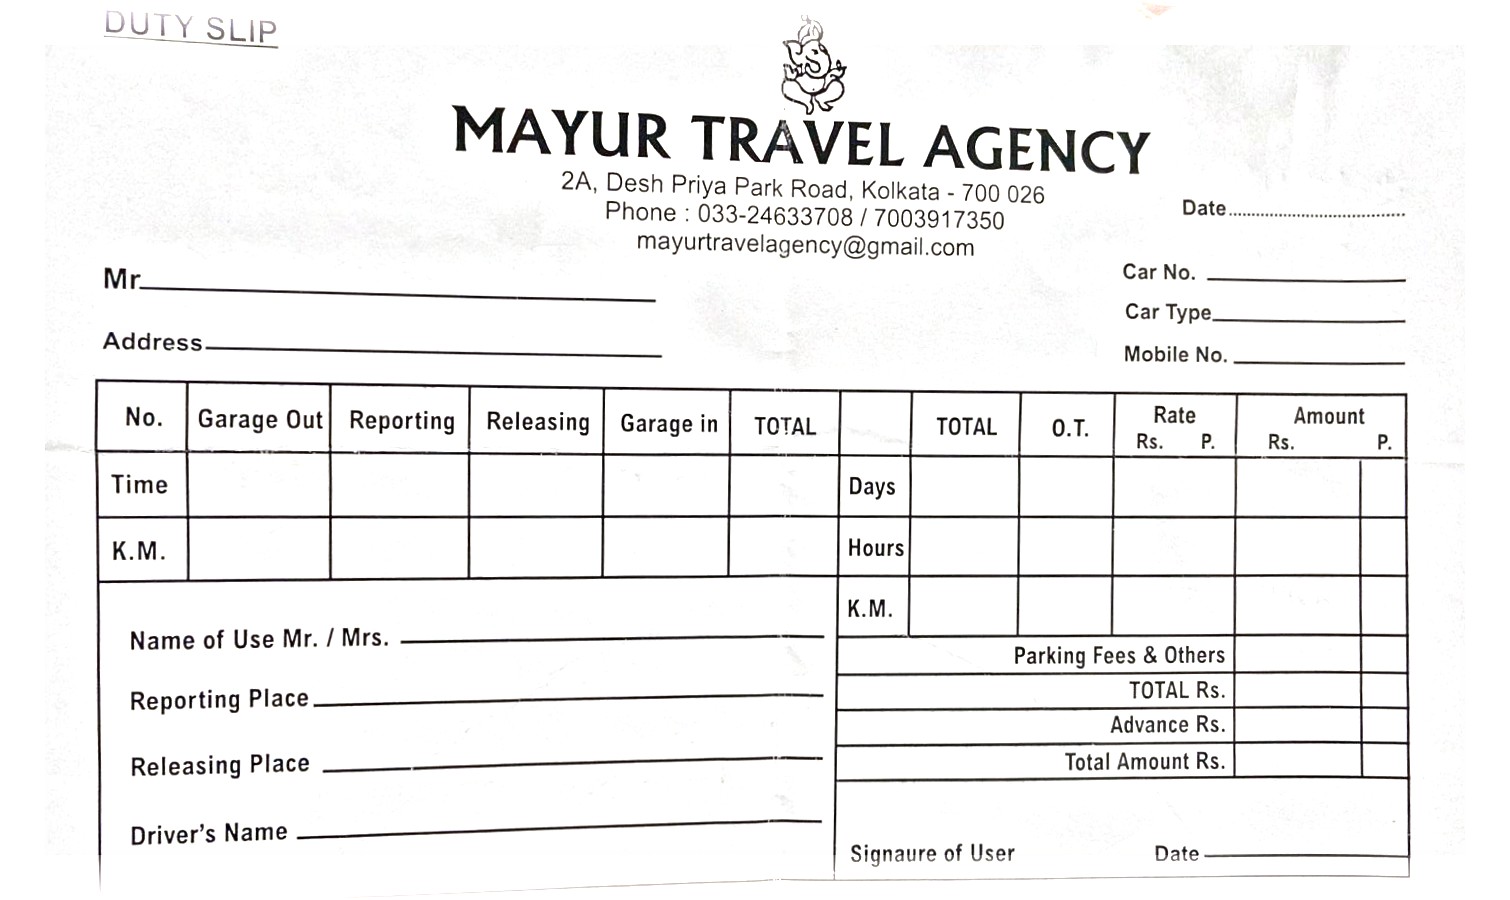 DUTY SLIP
MAYUR TRAVEL AGENCY
2A, Desh Priya Park Road, Kolkata - 700 026
Phone : 033-24633708 / 7003917350
mayurtravelagency@gmail.com
Date
Mr.
Address
Car No.
Car Type
Mobile No.
No. Garage Out Reporting Releasing Garage in TOTAL TOTAL O.T. Rate Rs. P. Amount Rs. P.
Time Days
K.M. Hours
K.M.
Name of Use Mr. / Mrs.
Reporting Place
Releasing Place
Driver's Name
Parking Fees & Others
TOTAL Rs.
Advance Rs.
Total Amount Rs.
Signaure of User Date